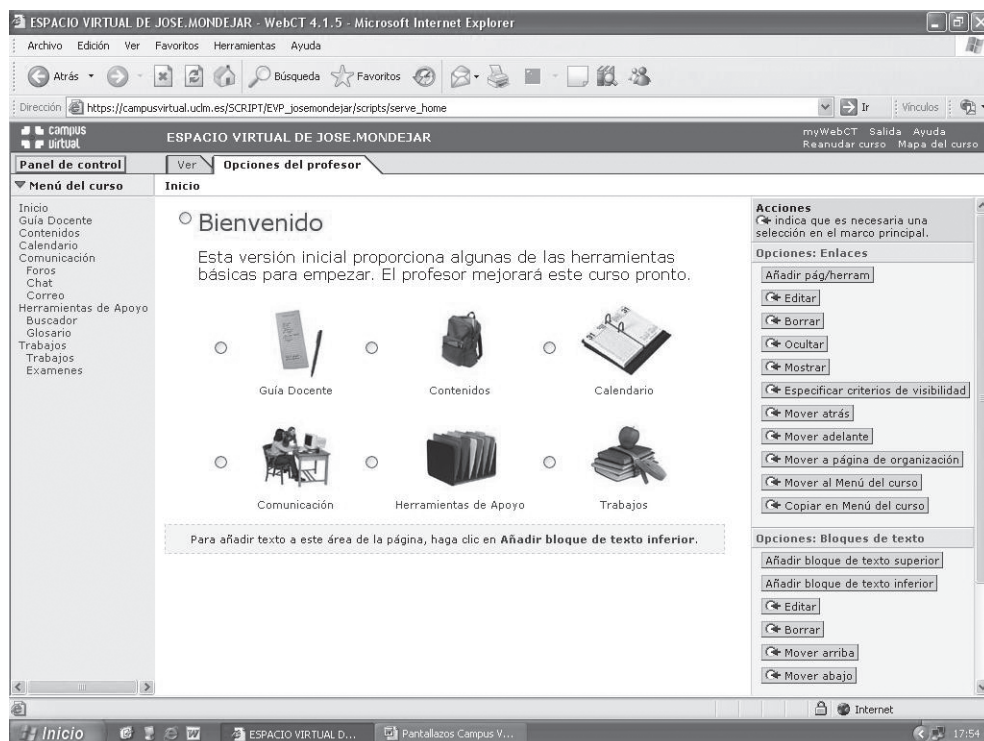 ESPACIO VIRTUAL DE JOSE.MONDEJAR - WebCT 4.1.5 - Microsoft Internet Explorer
Archivo Edición Ver Favoritos Herramientas Ayuda
Atrás Búsqueda Favoritos
Dirección https://campusvirtual.uclm.es/SCRIPT/EVP_josemondejar/scripts/serve_home Ir Vínculos
campus virtual
ESPACIO VIRTUAL DE JOSE.MONDEJAR
myWebCT Salida Ayuda
Reanudar curso Mapa del curso
Panel de control
Ver Opciones del profesor
Menú del curso
Inicio
Inicio
Guía Docente
Contenidos
Calendario
Comunicación
Foros
Chat
Correo
Herramientas de Apoyo
Buscador
Glosario
Trabajos
Trabajos
Examenes
Bienvenido
Esta versión inicial proporciona algunas de las herramientas
básicas para empezar. El profesor mejorará este curso pronto.
Guía Docente Contenidos Calendario
Comunicación Herramientas de Apoyo Trabajos
Para añadir texto a este área de la página, haga clic en Añadir bloque de texto inferior.
Acciones
indica que es necesaria una
selección en el marco principal.
Opciones: Enlaces
Añadir pág/herram
Editar
Borrar
Ocultar
Mostrar
Especificar criterios de visibilidad
Mover atrás
Mover adelante
Mover a página de organización
Mover al Menú del curso
Copiar en Menú del curso
Opciones: Bloques de texto
Añadir bloque de texto superior
Añadir bloque de texto inferior
Editar
Borrar
Mover arriba
Mover abajo
Internet
Inicio ESPACIO VIRTUAL D... Pantallazos Campus V... 17:54